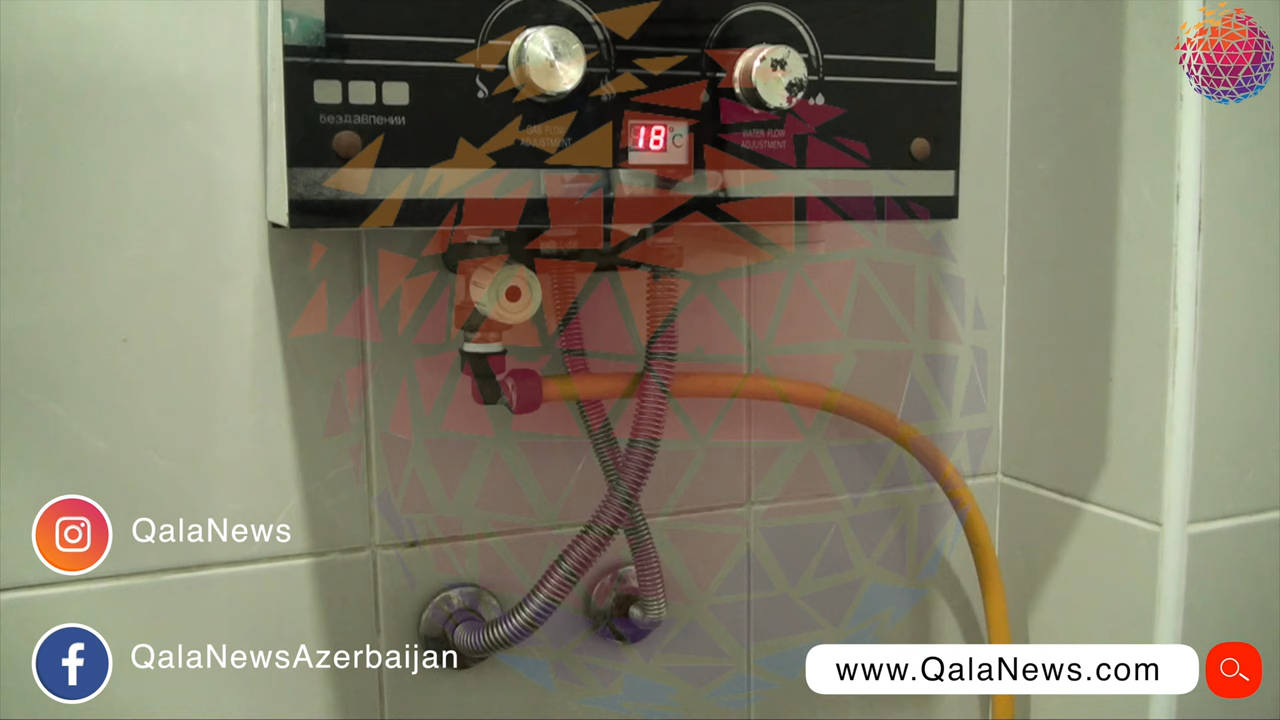 бездавлении
GAS FLOW
ADJUSTMENT
18 °C
WATER FLOW
ADJUSTMENT
QalaNews
QalaNewsAzerbaijan
www.QalaNews.com